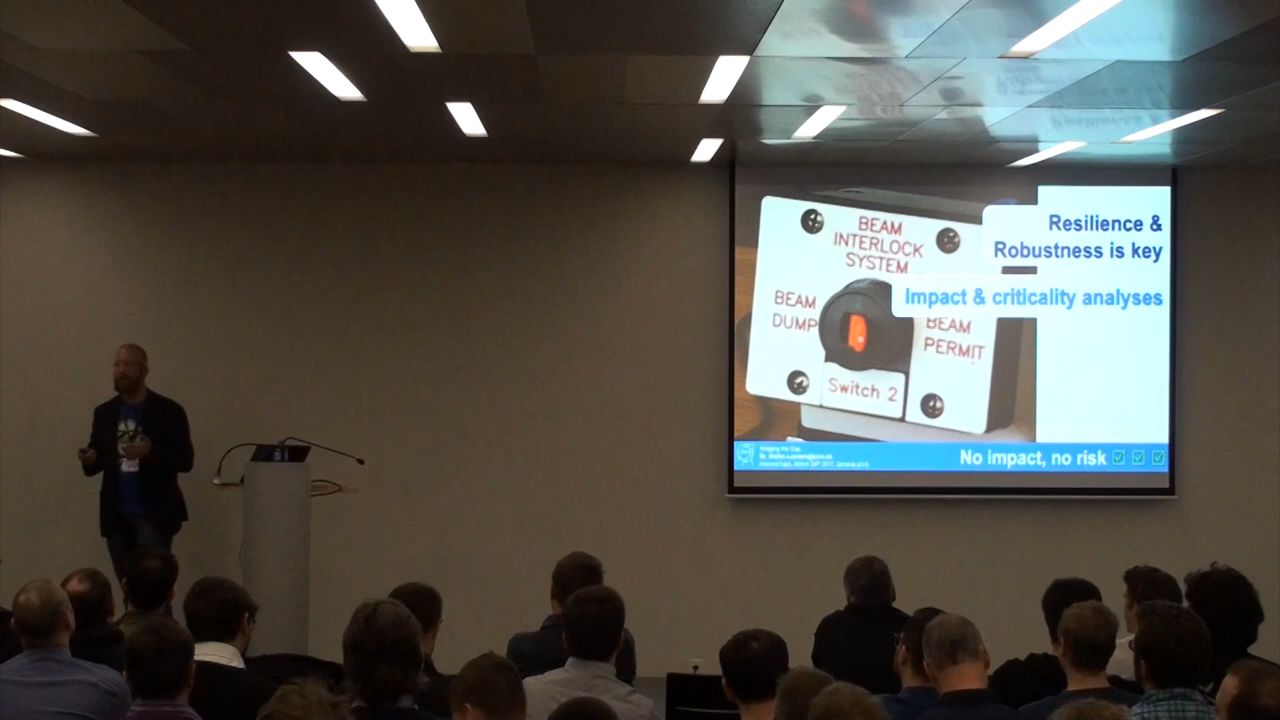 Resilience &
Robustness is key
Impact & criticality analyses
BEAM
INTERLOCK
SYSTEM
BEAM
DUMP
BEAM
PERMIT
Switch 2
No impact, no risk